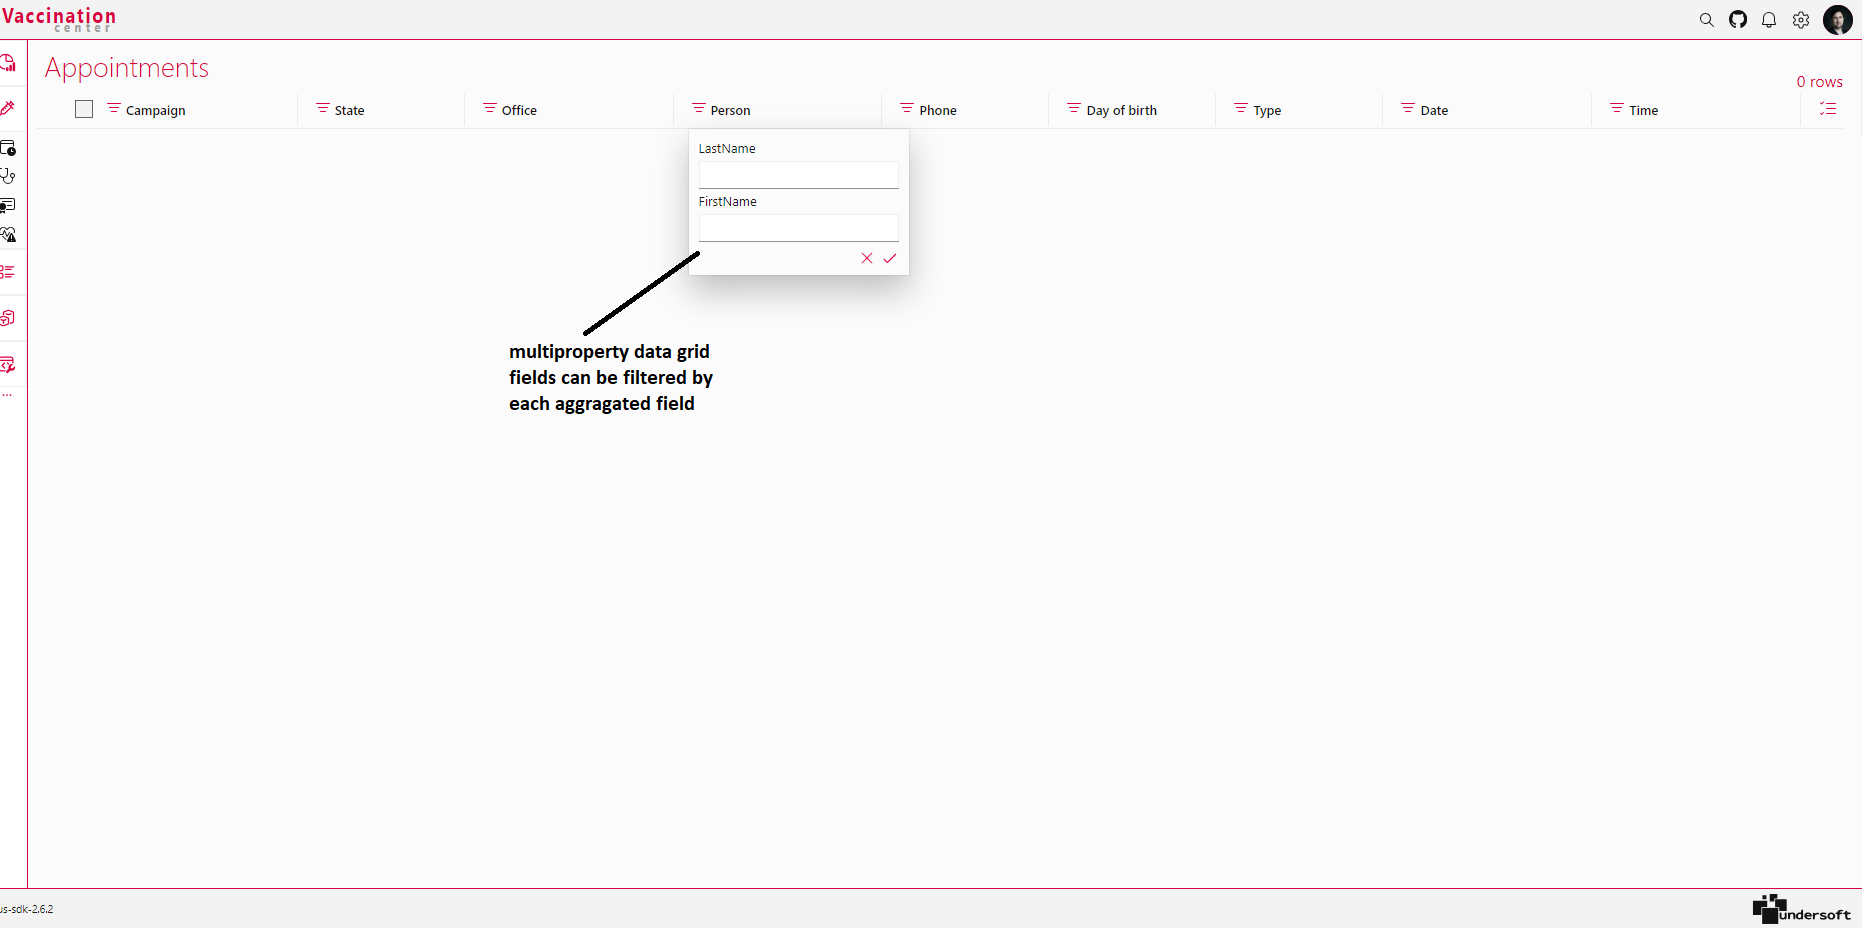 Vaccination
center
Appointments
0 rows
Campaign State Office Person Phone Day of birth Type Date Time
LastName
FirstName
multiproperty data grid
fields can be filtered by
each aggragated field
us-sdk-2.6.2
undersoft